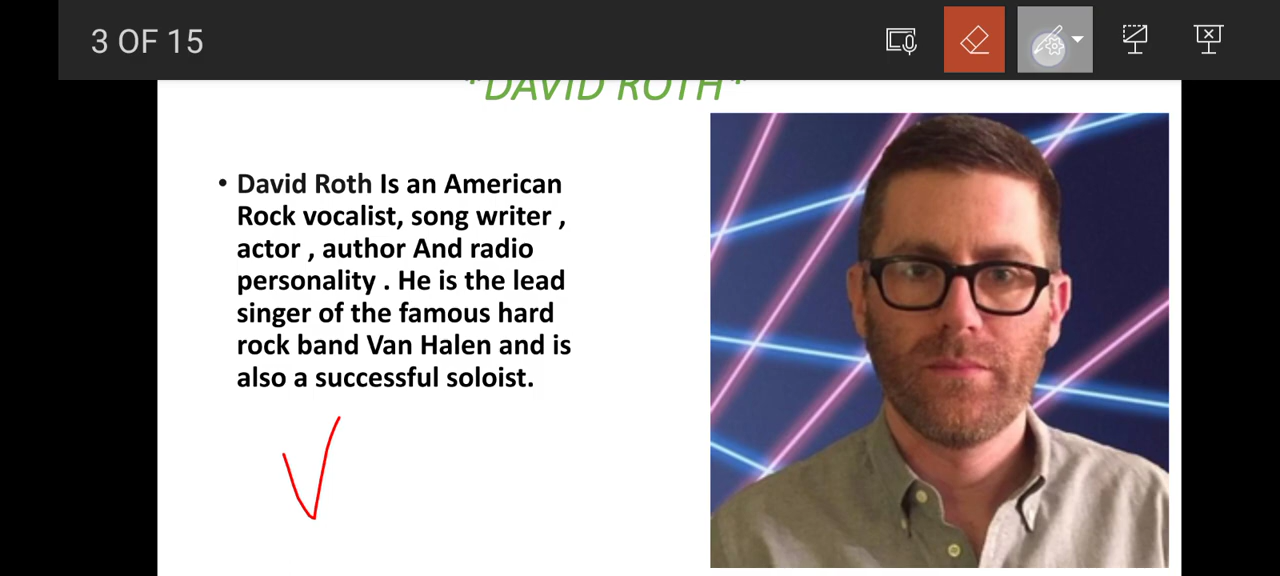 3 OF 15
*DAVID ROTH*
• David Roth Is an American
Rock vocalist, song writer ,
actor , author And radio
personality . He is the lead
singer of the famous hard
rock band Van Halen and is
also a successful soloist.